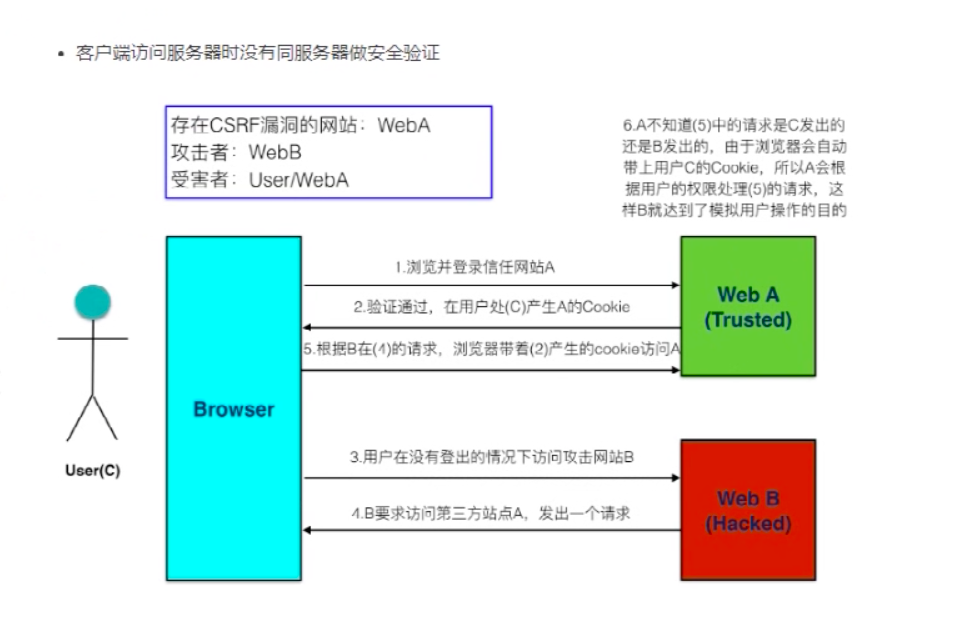 • 客户端访问服务器时没有同服务器做安全验证
存在CSRF漏洞的网站：WebA
攻击者：WebB
受害者：User/WebA
6.A不知道(5)中的请求是C发出的
还是B发出的，由于浏览器会自动
带上用户C的Cookie，所以A会根
据用户的权限处理(5)的请求，这
样B就达到了模拟用户操作的目的
1.浏览并登录信任网站A
2.验证通过，在用户处(C)产生A的Cookie
5.根据B在(4)的请求，浏览器带着(2)产生的cookie访问A
Web A
(Trusted)
Browser
User(C)
3.用户在没有登出的情况下访问攻击网站B
4.B要求访问第三方站点A，发出一个请求
Web B
(Hacked)